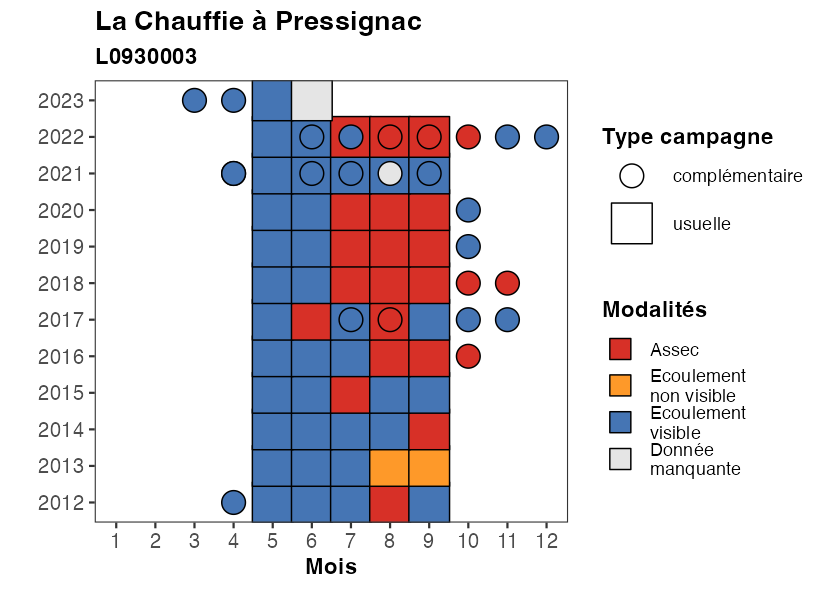 La Chauffie à Pressignac
L0930003
2023
2022
2021
2020
2019
2018
2017
2016
2015
2014
2013
2012
1 2 3 4 5 6 7 8 9 10 11 12
Mois
Type campagne
complémentaire
usuelle
Modalités
Assec
Ecoulement
non visible
Ecoulement
visible
Donnée
manquante